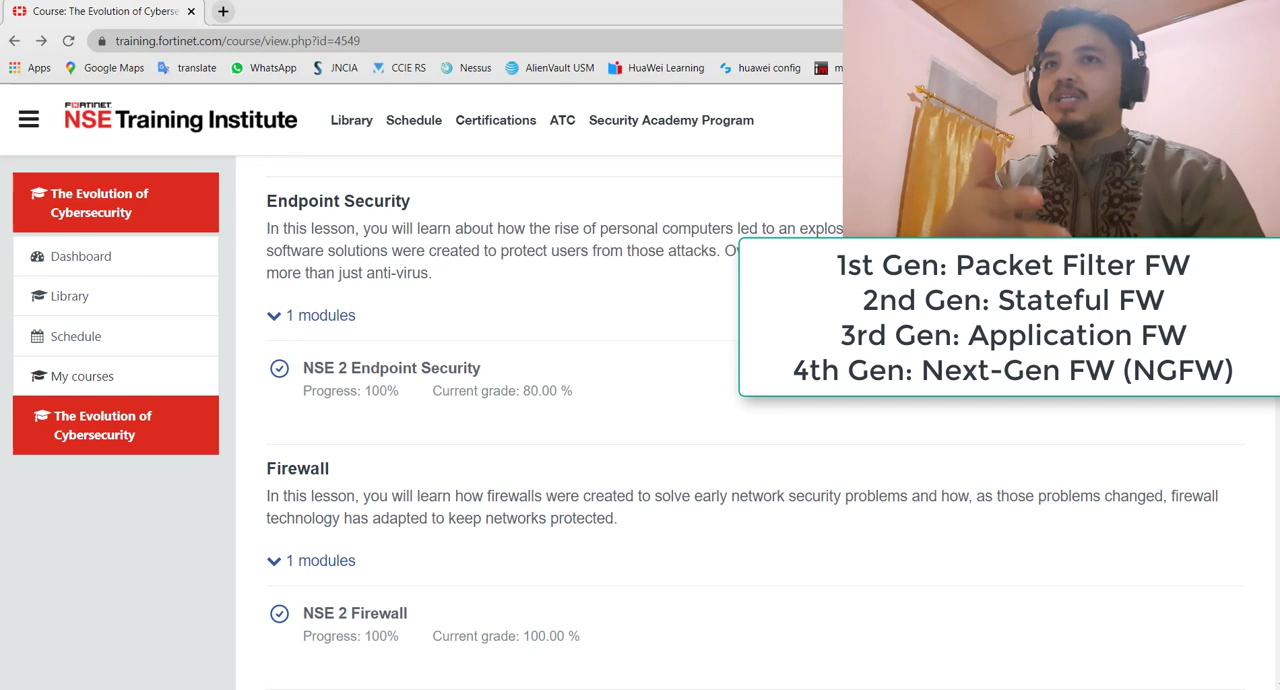 Course: The Evolution of Cyberse
training.fortinet.com/course/view.php?id=4549
Apps Google Maps translate WhatsApp JNCIA CCIE RS Nessus AlienVault USM HuaWei Learning huawei config m
FORTINET
NSE Training Institute
Library Schedule Certifications ATC Security Academy Program
The Evolution of
Cybersecurity
Dashboard
Library
Schedule
My courses
The Evolution of
Cybersecurity
Endpoint Security
In this lesson, you will learn about how the rise of personal computers led to an explos
software solutions were created to protect users from those attacks. Ov
more than just anti-virus.
1 modules
NSE 2 Endpoint Security
Progress: 100% Current grade: 80.00 %
Firewall
In this lesson, you will learn how firewalls were created to solve early network security problems and how, as those problems changed, firewall
technology has adapted to keep networks protected.
1 modules
NSE 2 Firewall
Progress: 100% Current grade: 100.00 %
1st Gen: Packet Filter FW
2nd Gen: Stateful FW
3rd Gen: Application FW
4th Gen: Next-Gen FW (NGFW)